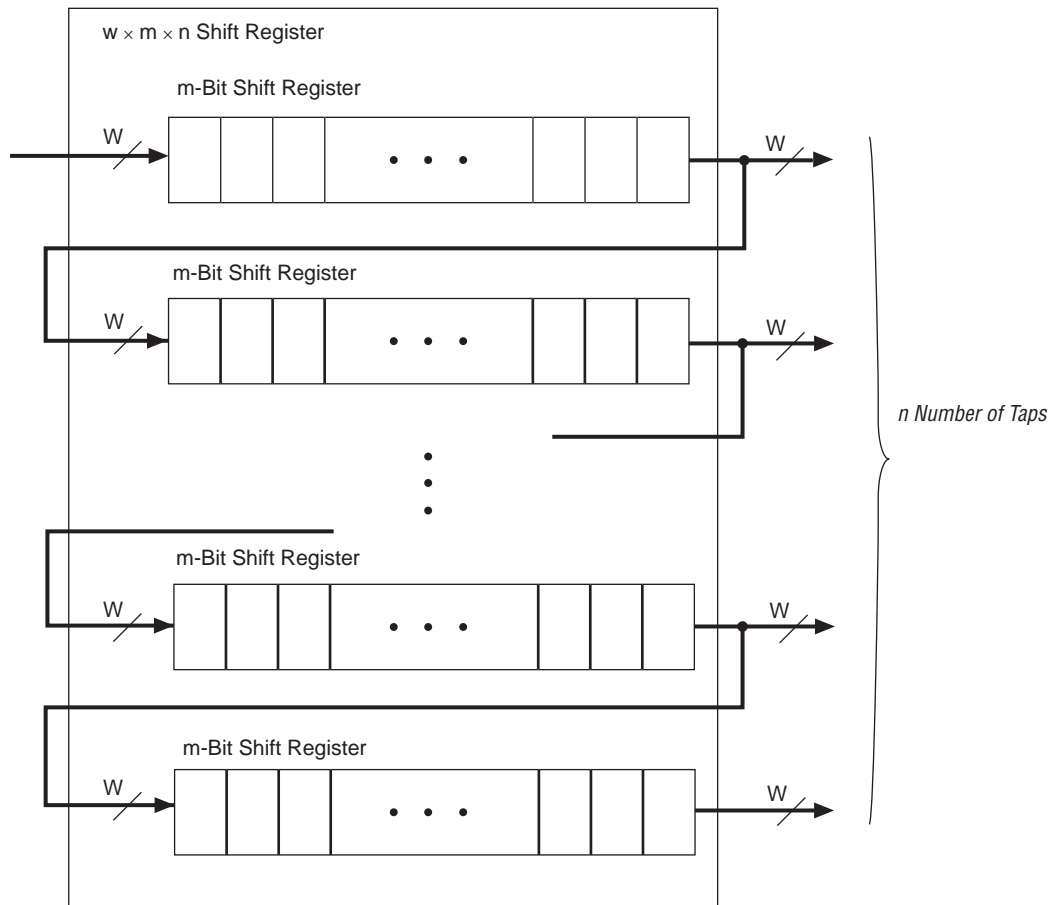 w × m × n Shift Register
m-Bit Shift Register
W
W
m-Bit Shift Register
W
W
n Number of Taps
m-Bit Shift Register
W
W
m-Bit Shift Register
W
W